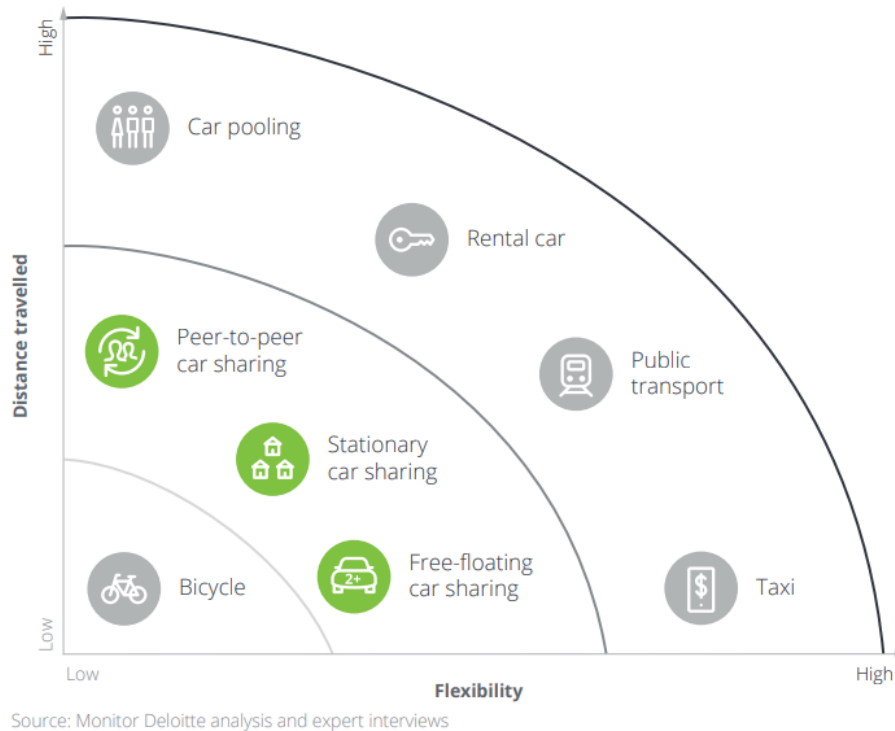 High
Car pooling
Rental car
Distance travelled
Peer-to-peer
car sharing
Public
transport
Stationary
car sharing
Free-floating
car sharing
2+
Bicycle
$
Taxi
Low
Low
High
Flexibility
Source: Monitor Deloitte analysis and expert interviews